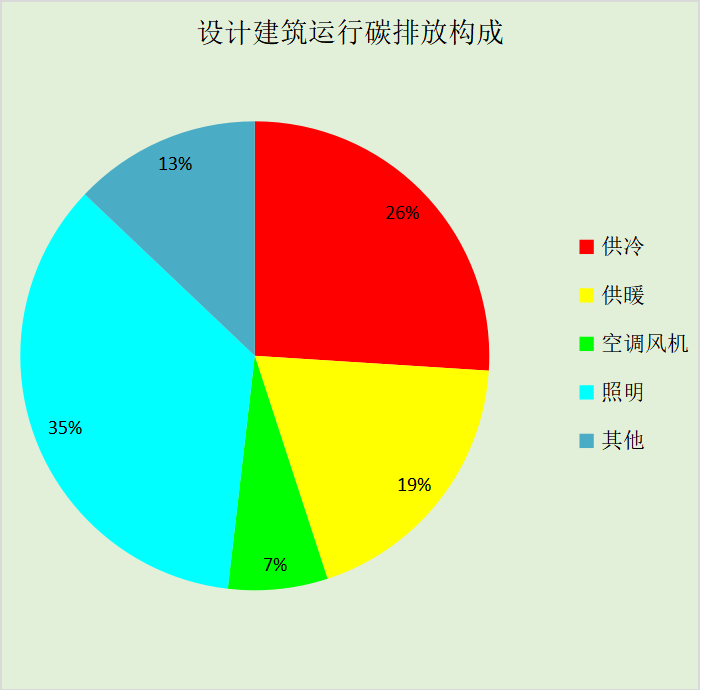 设计建筑运行碳排放构成
13%
26%
35%
19%
7%
供冷
供暖
空调风机
照明
其他